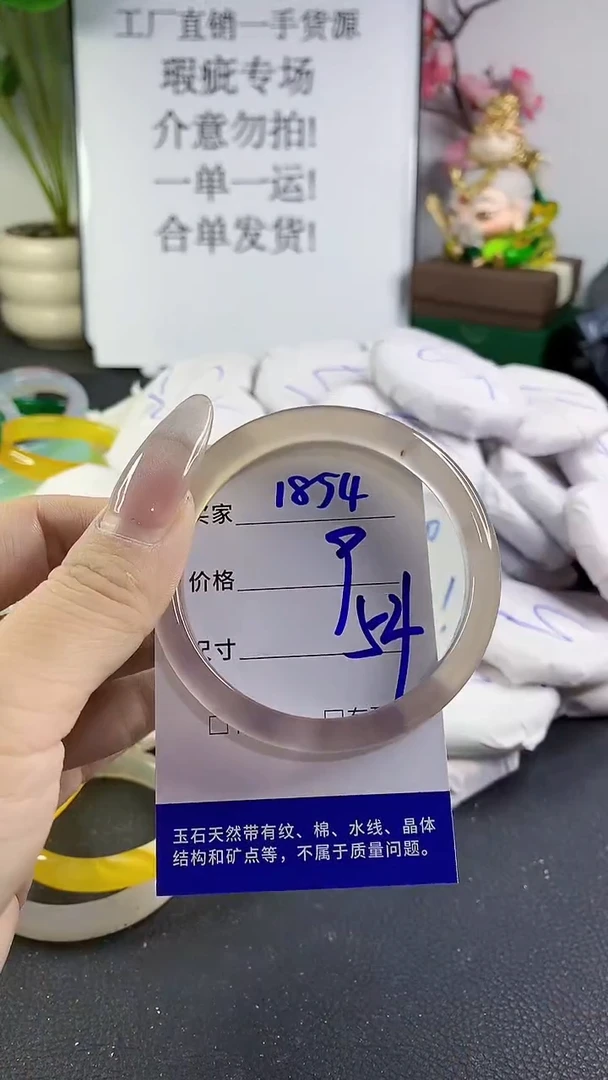 工厂直销一手货源
瑕疵专场
介意勿拍!
一单一运!
合单发货!
买家 1854
价格 9
尺寸 54
玉石天然带有纹、棉、水线、晶体
结构和矿点等，不属于质量问题。